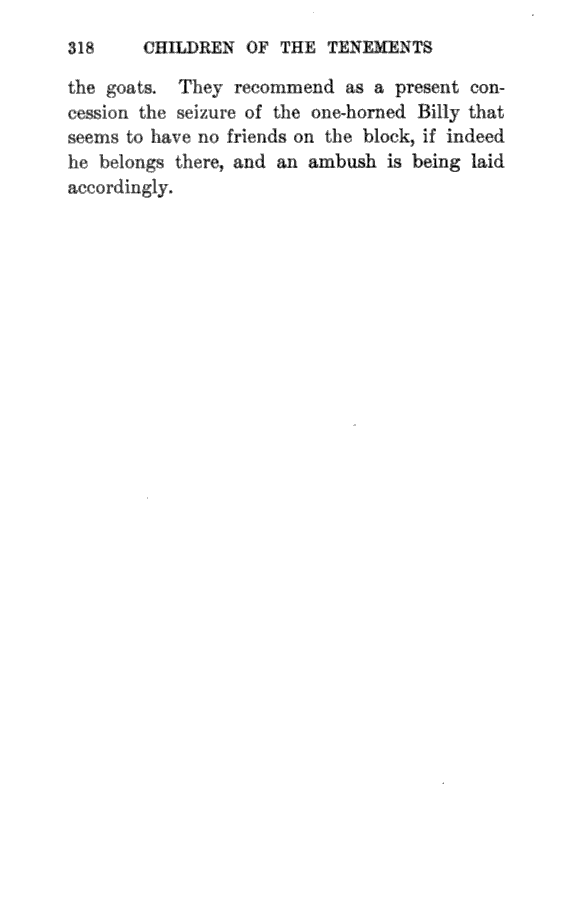 318 CHILDREN OF THE TENEMENTS
the goats. They recommend as a present con-
cession the seizure of the one-horned Billy that
seems to have no friends on the block, if indeed
he belongs there, and an ambush is being laid
accordingly.